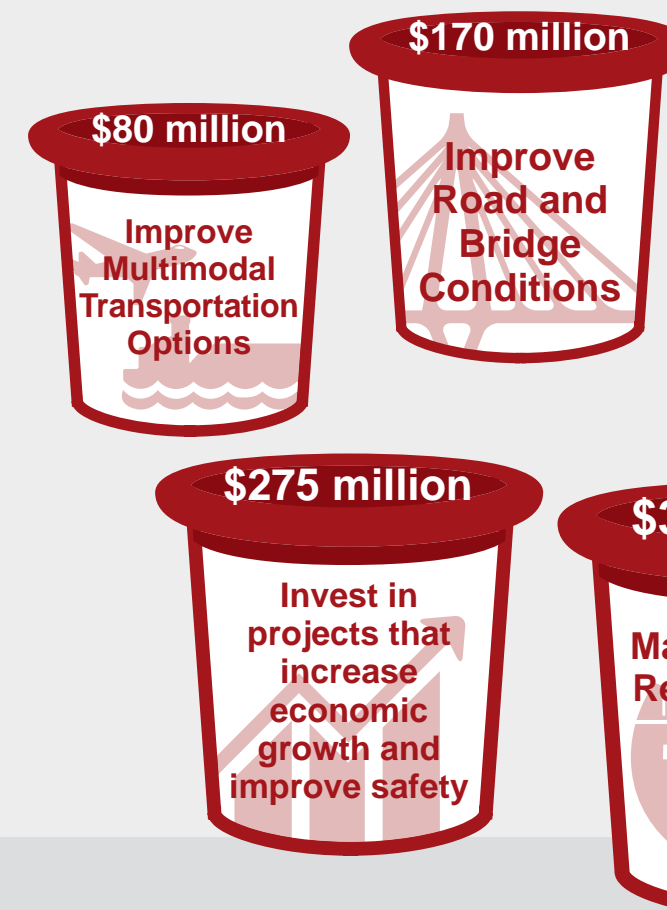 $170 million
Improve
Road and
Bridge
Conditions
$80 million
Improve
Multimodal
Transportation
Options
$275 million
Invest in
projects that
increase
economic
growth and
improve safety